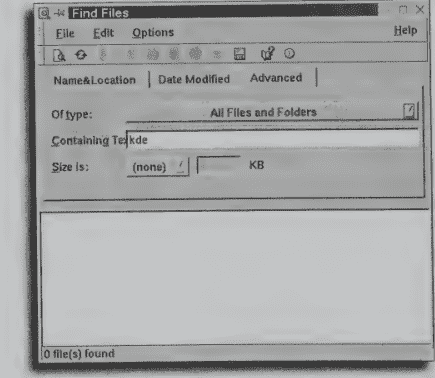 Find Files
File Edit Options Help
Name&Location Date Modified Advanced
Of type: All Files and Folders
Containing Tex kde
Size is: (none) KB
0 file(s) found